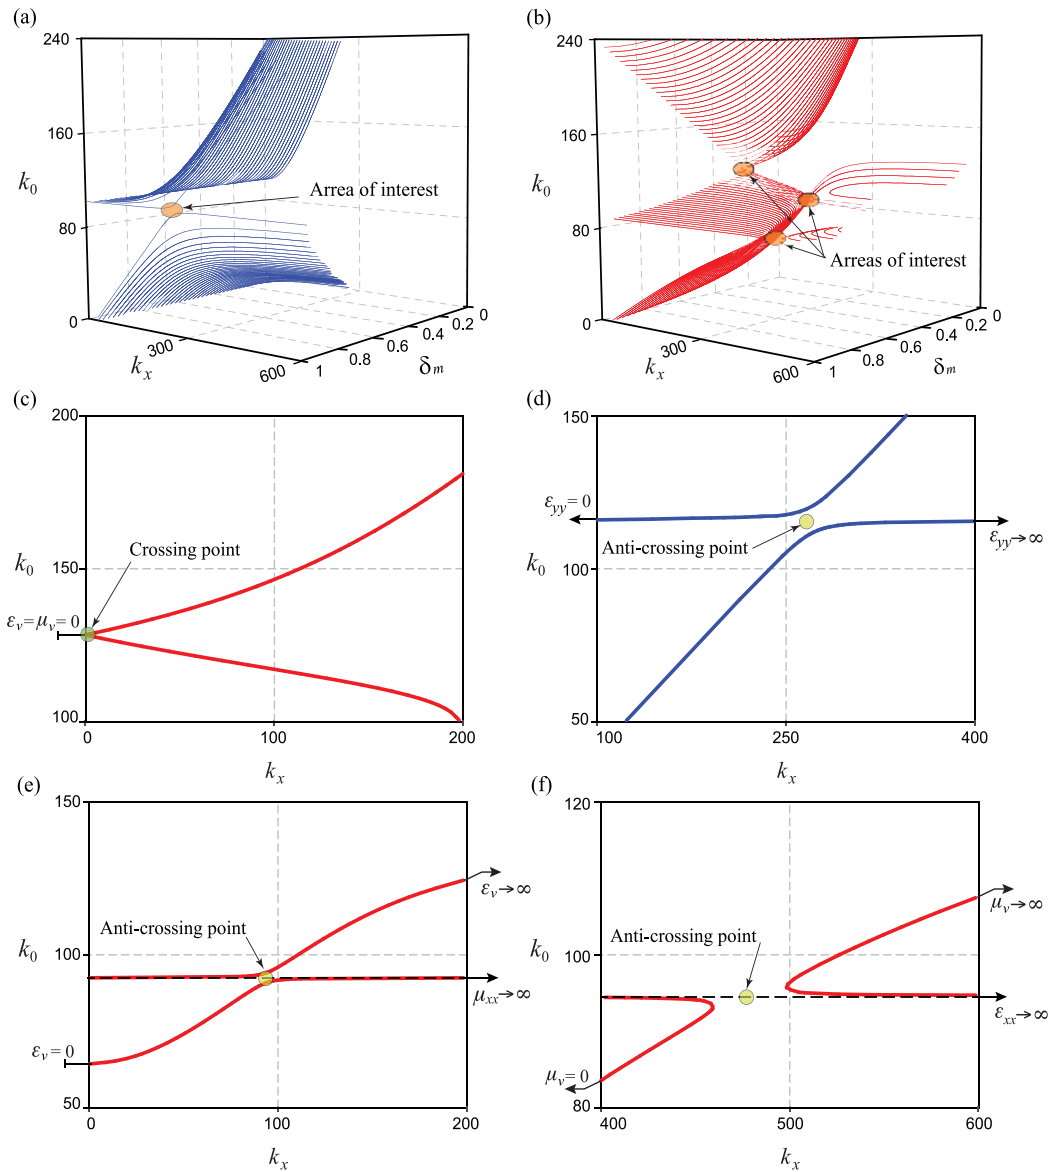 (a)
240
160
k0
80
0
Arrea of interest
300
kx
600
1
0.8
0.6
0.4
0.2
0
δm
(b)
240
160
k0
80
0
Arreas of interest
300
kx
600
1
0.8
0.6
0.4
0.2
0
δm
(c)
200
k0
150
Crossing point
εv = μv = 0
100
0
100
200
kx
(d)
150
εyy = 0
Anti-crossing point
εyy → ∞
k0
100
50
100
250
400
kx
(e)
150
εv → ∞
Anti-crossing point
k0
100
μxx → ∞
εv = 0
50
0
100
200
kx
(f)
120
μv → ∞
Anti-crossing point
k0
100
εxx → ∞
μv = 0
80
400
500
600
kx